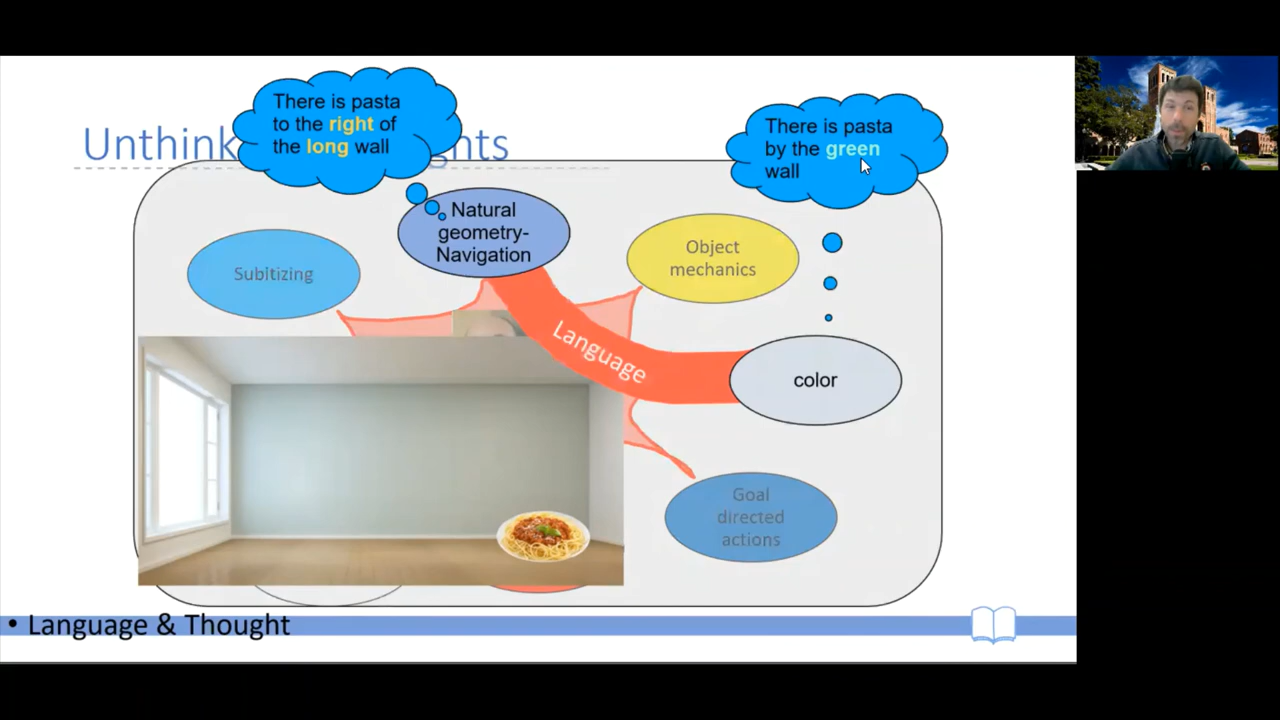 There is pasta
to the right of
the long wall
There is pasta
by the green
wall
Unthink ghts
Natural
geometry-
Navigation
Object
mechanics
Subitizing
Language
color
Goal
directed
actions
• Language & Thought